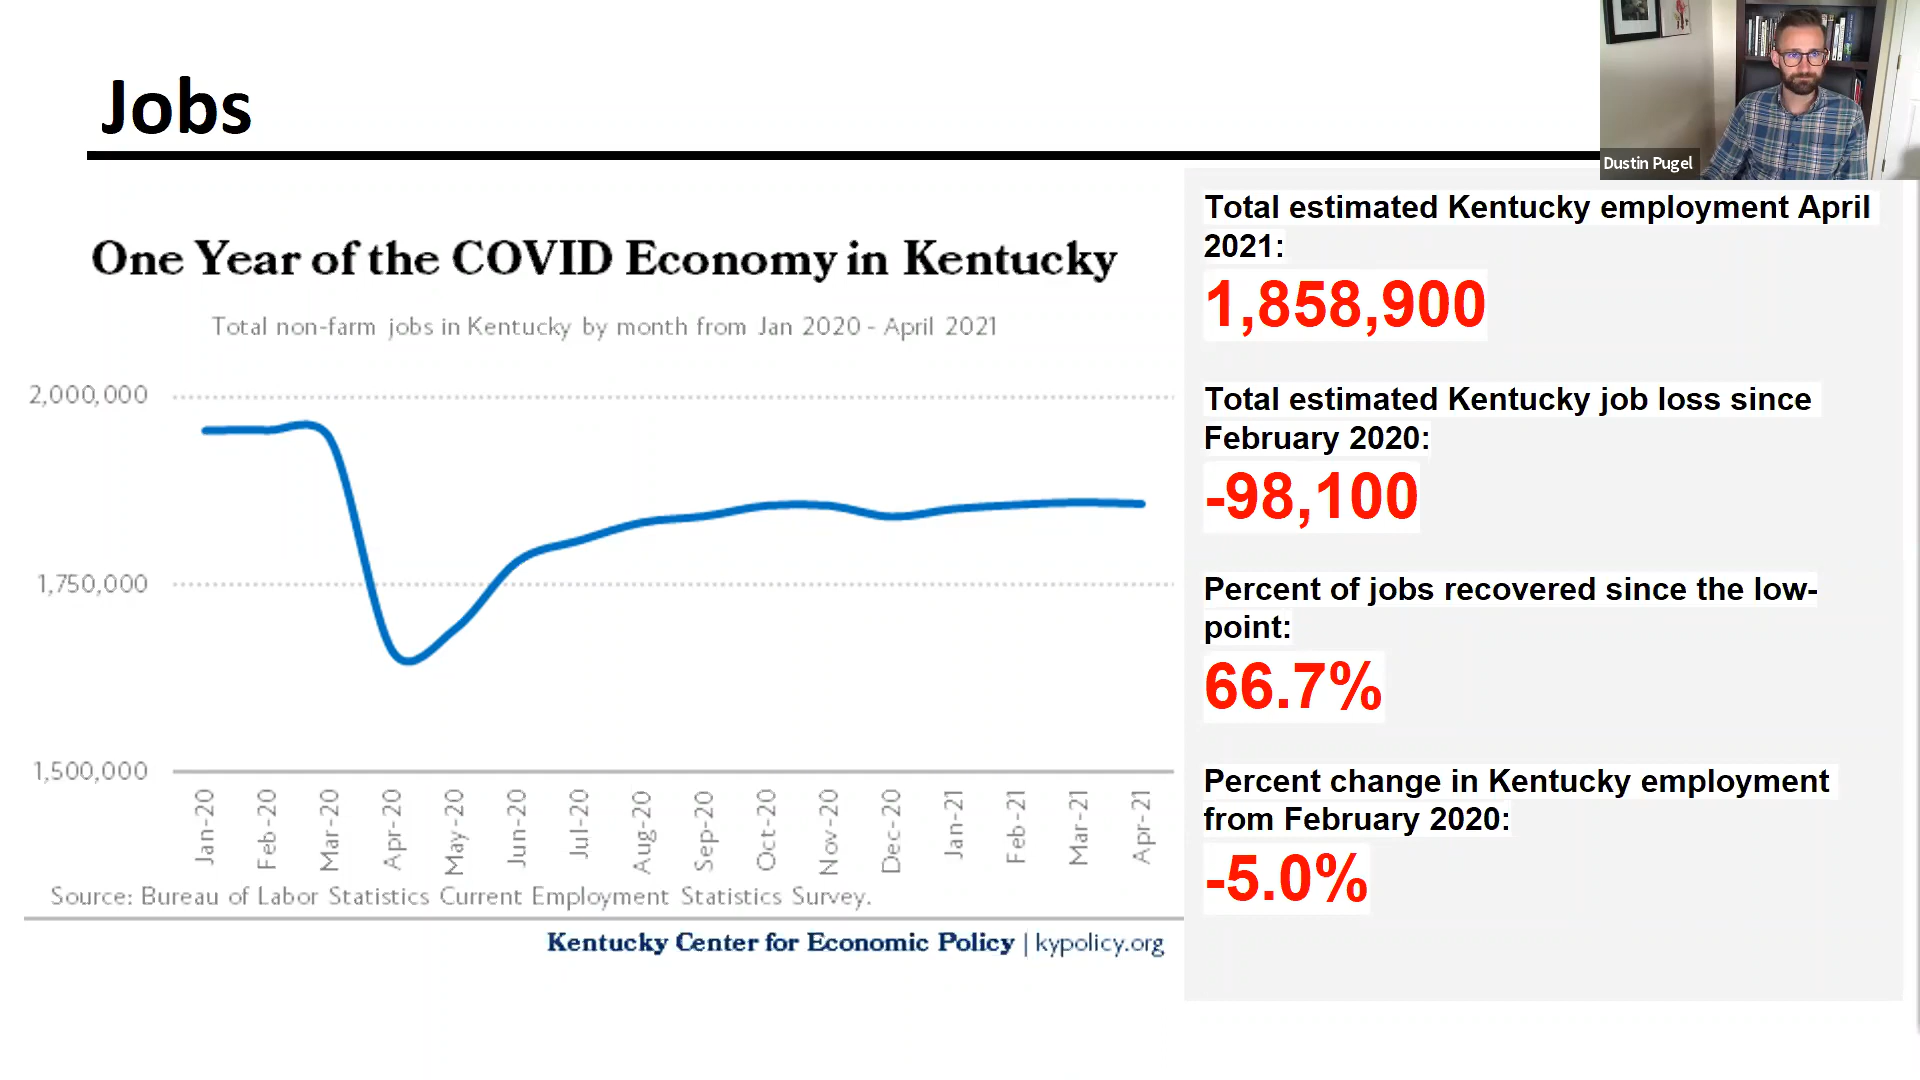 Jobs
Dustin Pugel
One Year of the COVID Economy in Kentucky
Total non-farm jobs in Kentucky by month from Jan 2020 - April 2021
2,000,000
1,750,000
1,500,000
Jan-20
Feb-20
Mar-20
Apr-20
May-20
Jun-20
Jul-20
Aug-20
Sep-20
Oct-20
Nov-20
Dec-20
Jan-21
Feb-21
Mar-21
Apr-21
Source: Bureau of Labor Statistics Current Employment Statistics Survey.
Kentucky Center for Economic Policy | kypolicy.org
Total estimated Kentucky employment April
2021:
1,858,900
Total estimated Kentucky job loss since
February 2020:
-98,100
Percent of jobs recovered since the low-
point:
66.7%
Percent change in Kentucky employment
from February 2020:
-5.0%